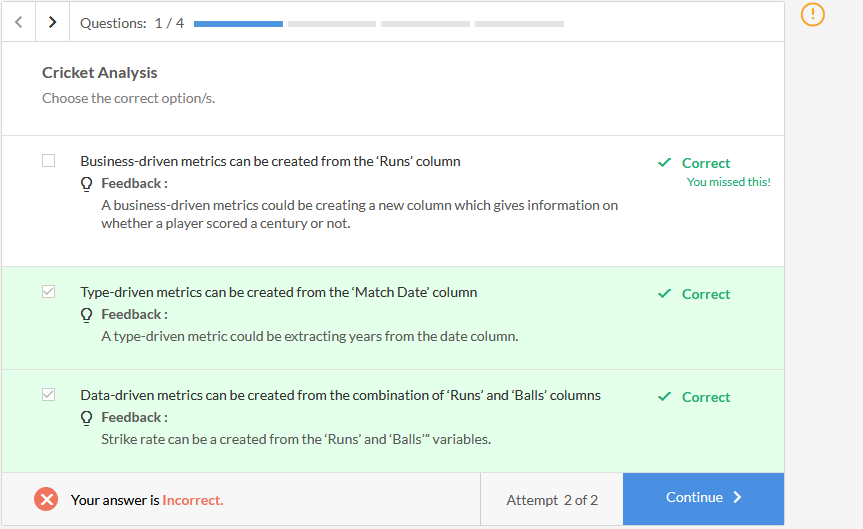 Questions: 1 / 4
Cricket Analysis
Choose the correct option/s.
Business-driven metrics can be created from the ‘Runs’ column
Correct
You missed this!
Feedback :
A business-driven metrics could be creating a new column which gives information on
whether a player scored a century or not.
Type-driven metrics can be created from the ‘Match Date’ column
Correct
Feedback :
A type-driven metric could be extracting years from the date column.
Data-driven metrics can be created from the combination of ‘Runs’ and ‘Balls’ columns
Correct
Feedback :
Strike rate can be a created from the ‘Runs’ and ‘Balls’” variables.
Your answer is Incorrect.
Attempt 2 of 2
Continue